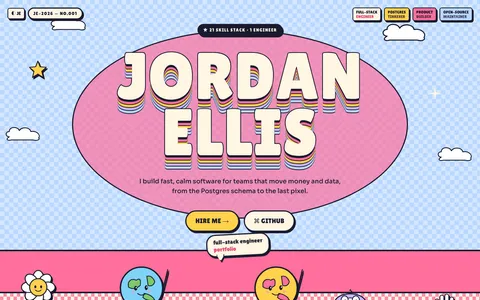 JE
JE-2026 — NO.001
FULL-STACK
ENGINEER
POSTGRES
TINKERER
PRODUCT
BUILDER
OPEN-SOURCE
MAINTAINER
★ 21 SKILL STACK · 1 ENGINEER
JORDAN
ELLIS
I build fast, calm software for teams that move money and data,
from the Postgres schema to the last pixel.
HIRE ME →
⌘ GITHUB
full-stack engineer
portfolio